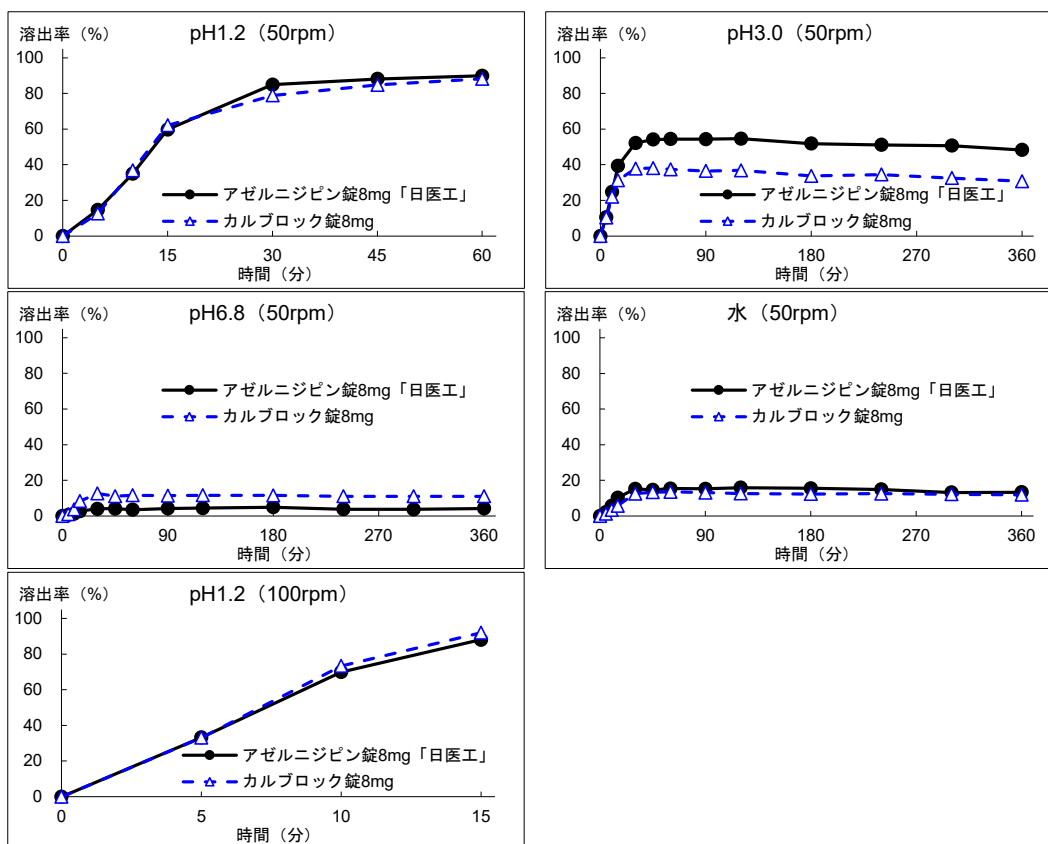 溶出率（%） pH1.2（50rpm）
100
80
60
40
20
0
アゼルニジピン錠8mg「日医工」
カルブロック錠8mg
0 15 30 45 60
時間（分）
溶出率（%） pH3.0（50rpm）
100
80
60
40
20
0
アゼルニジピン錠8mg「日医工」
カルブロック錠8mg
0 90 180 270 360
時間（分）
溶出率（%） pH6.8（50rpm）
100
80
60
40
20
0
アゼルニジピン錠8mg「日医工」
カルブロック錠8mg
0 90 180 270 360
時間（分）
溶出率（%） 水（50rpm）
100
80
60
40
20
0
アゼルニジピン錠8mg「日医工」
カルブロック錠8mg
0 90 180 270 360
時間（分）
溶出率（%） pH1.2（100rpm）
100
80
60
40
20
0
アゼルニジピン錠8mg「日医工」
カルブロック錠8mg
0 5 10 15
時間（分）